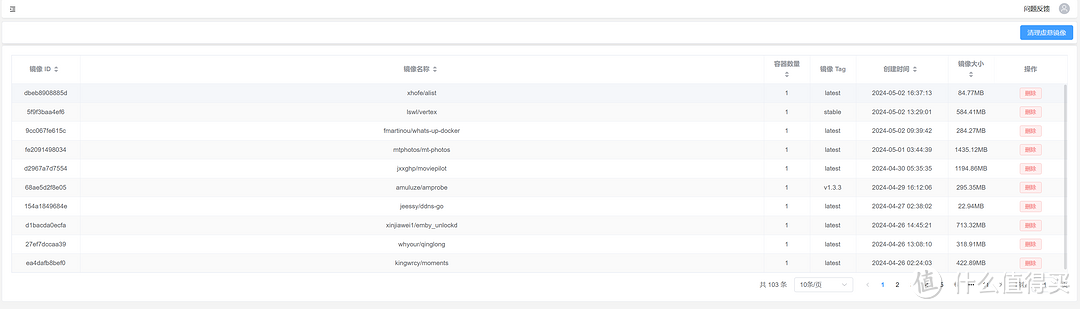 问题反馈
清理虚悬镜像
镜像 ID 镜像名称 容器数量 镜像 Tag 创建时间 镜像大小 操作
dbeb8908885d xhofe/alist 1 latest 2024-05-02 16:37:13 84.77MB 删除
5f9f3baa4ef6 lswl/vertex 1 stable 2024-05-02 13:29:01 584.41MB 删除
9cc067fe615c fmartinou/whats-up-docker 1 latest 2024-05-02 09:39:42 284.27MB 删除
fe2091498034 mtphotos/mt-photos 1 latest 2024-05-01 03:44:39 1435.12MB 删除
d2967a7d7554 jxxghp/moviepilot 1 latest 2024-04-30 05:35:35 1194.86MB 删除
68ae5d2f8e05 amuluze/amprobe 1 v1.3.3 2024-04-29 16:12:06 295.35MB 删除
154a1849684e jeessy/ddns-go 1 latest 2024-04-27 02:38:02 22.94MB 删除
d1bacda0ecfa xinjiawei1/emby_unlockd 1 latest 2024-04-26 14:45:21 713.32MB 删除
27ef7dccaa39 whyour/qinglong 1 latest 2024-04-26 13:08:10 318.91MB 删除
ea4dafb8bef0 kingwrcy/moments 1 latest 2024-04-26 02:24:03 422.89MB 删除
共 103 条 10条/页 1 2
值 什么值得买